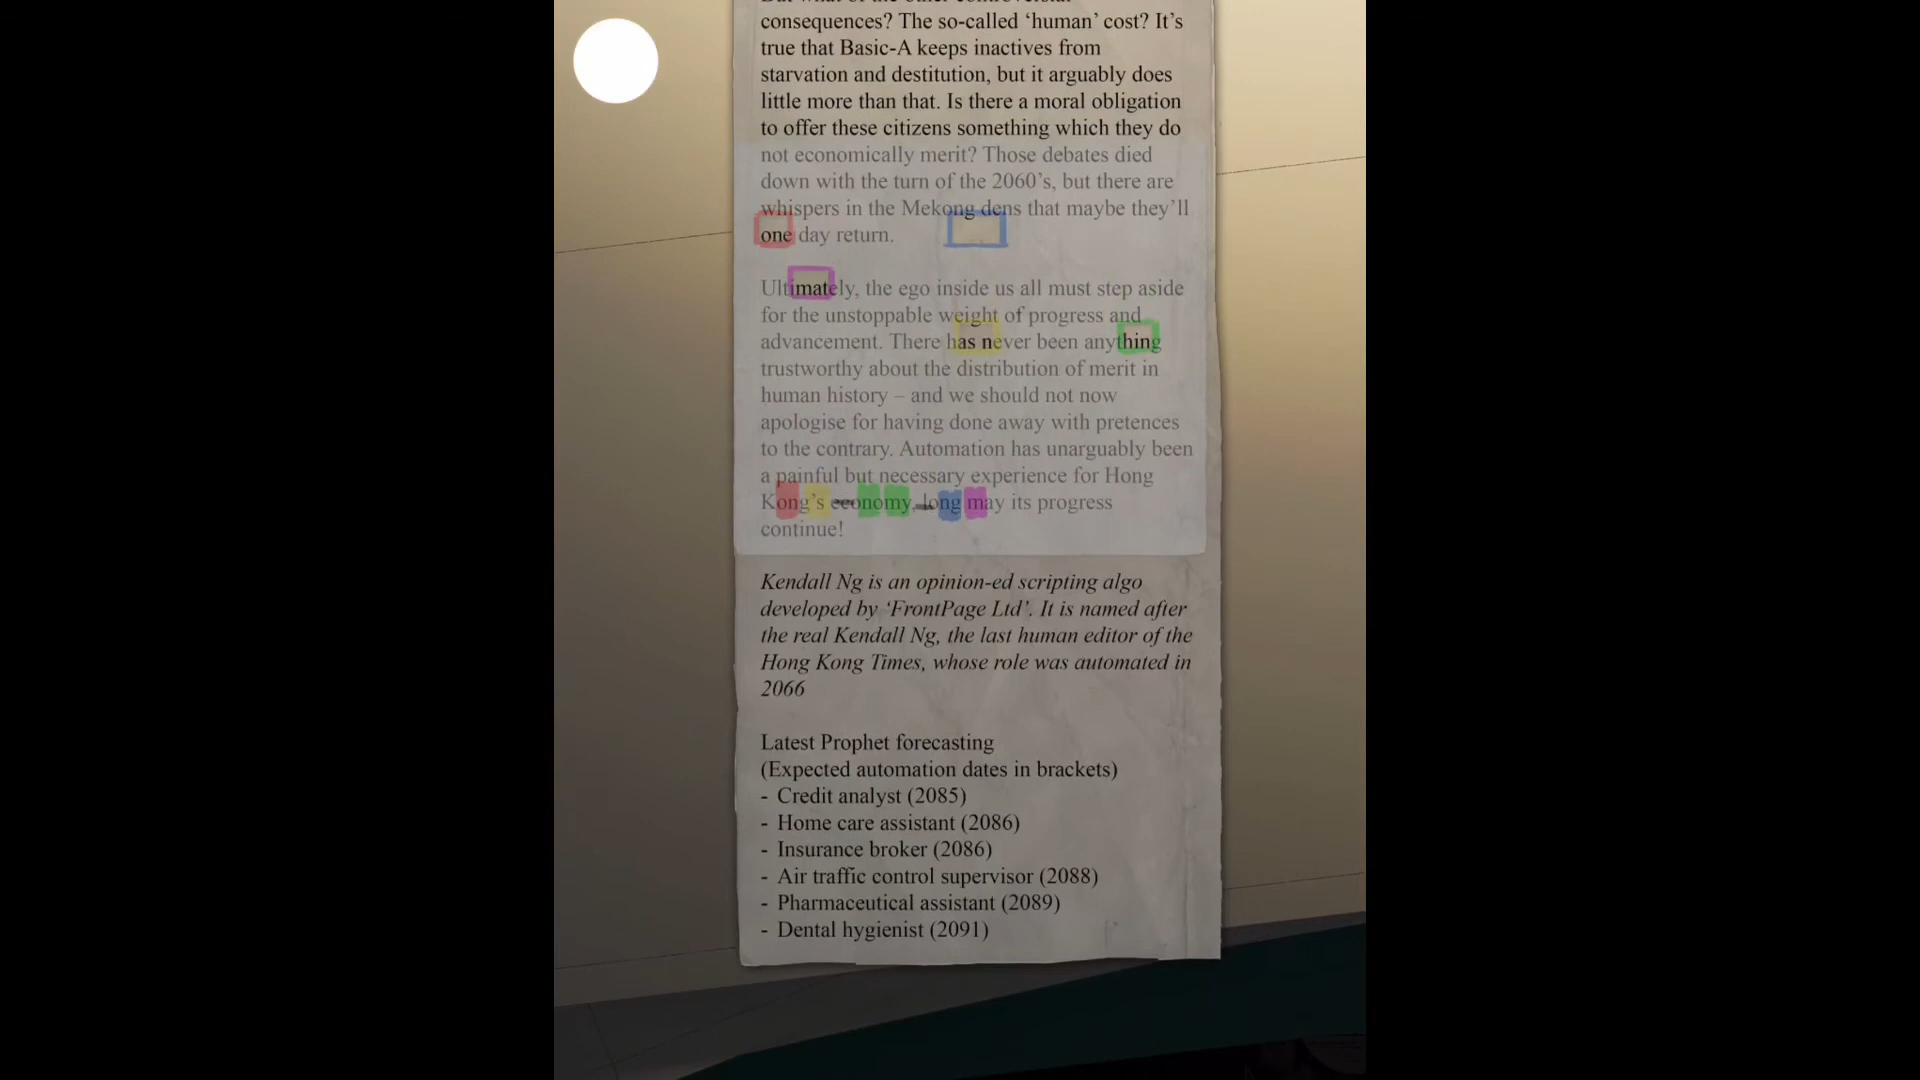 consequences? The so-called ‘human’ cost? It’s
true that Basic-A keeps inactives from
starvation and destitution, but it arguably does
little more than that. Is there a moral obligation
to offer these citizens something which they do
not economically merit? Those debates died
down with the turn of the 2060’s, but there are
whispers in the Mekong dens that maybe they’ll
one day return.
Ultimately, the ego inside us all must step aside
for the unstoppable weight of progress and
advancement. There has never been anything
trustworthy about the distribution of merit in
human history – and we should not now
apologise for having done away with pretences
to the contrary. Automation has unarguably been
a painful but necessary experience for Hong
Kong’s economy, long may its progress
continue!
Kendall Ng is an opinion-ed scripting algo
developed by ‘FrontPage Ltd’. It is named after
the real Kendall Ng, the last human editor of the
Hong Kong Times, whose role was automated in
2066
Latest Prophet forecasting
(Expected automation dates in brackets)
- Credit analyst (2085)
- Home care assistant (2086)
- Insurance broker (2086)
- Air traffic control supervisor (2088)
- Pharmaceutical assistant (2089)
- Dental hygienist (2091)